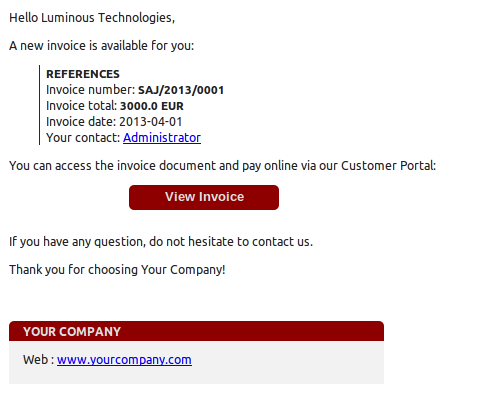 Hello Luminous Technologies,
A new invoice is available for you:
REFERENCES
Invoice number: SAJ/2013/0001
Invoice total: 3000.0 EUR
Invoice date: 2013-04-01
Your contact: Administrator
You can access the invoice document and pay online via our Customer Portal:
View Invoice
If you have any question, do not hesitate to contact us.
Thank you for choosing Your Company!
YOUR COMPANY
Web : www.yourcompany.com